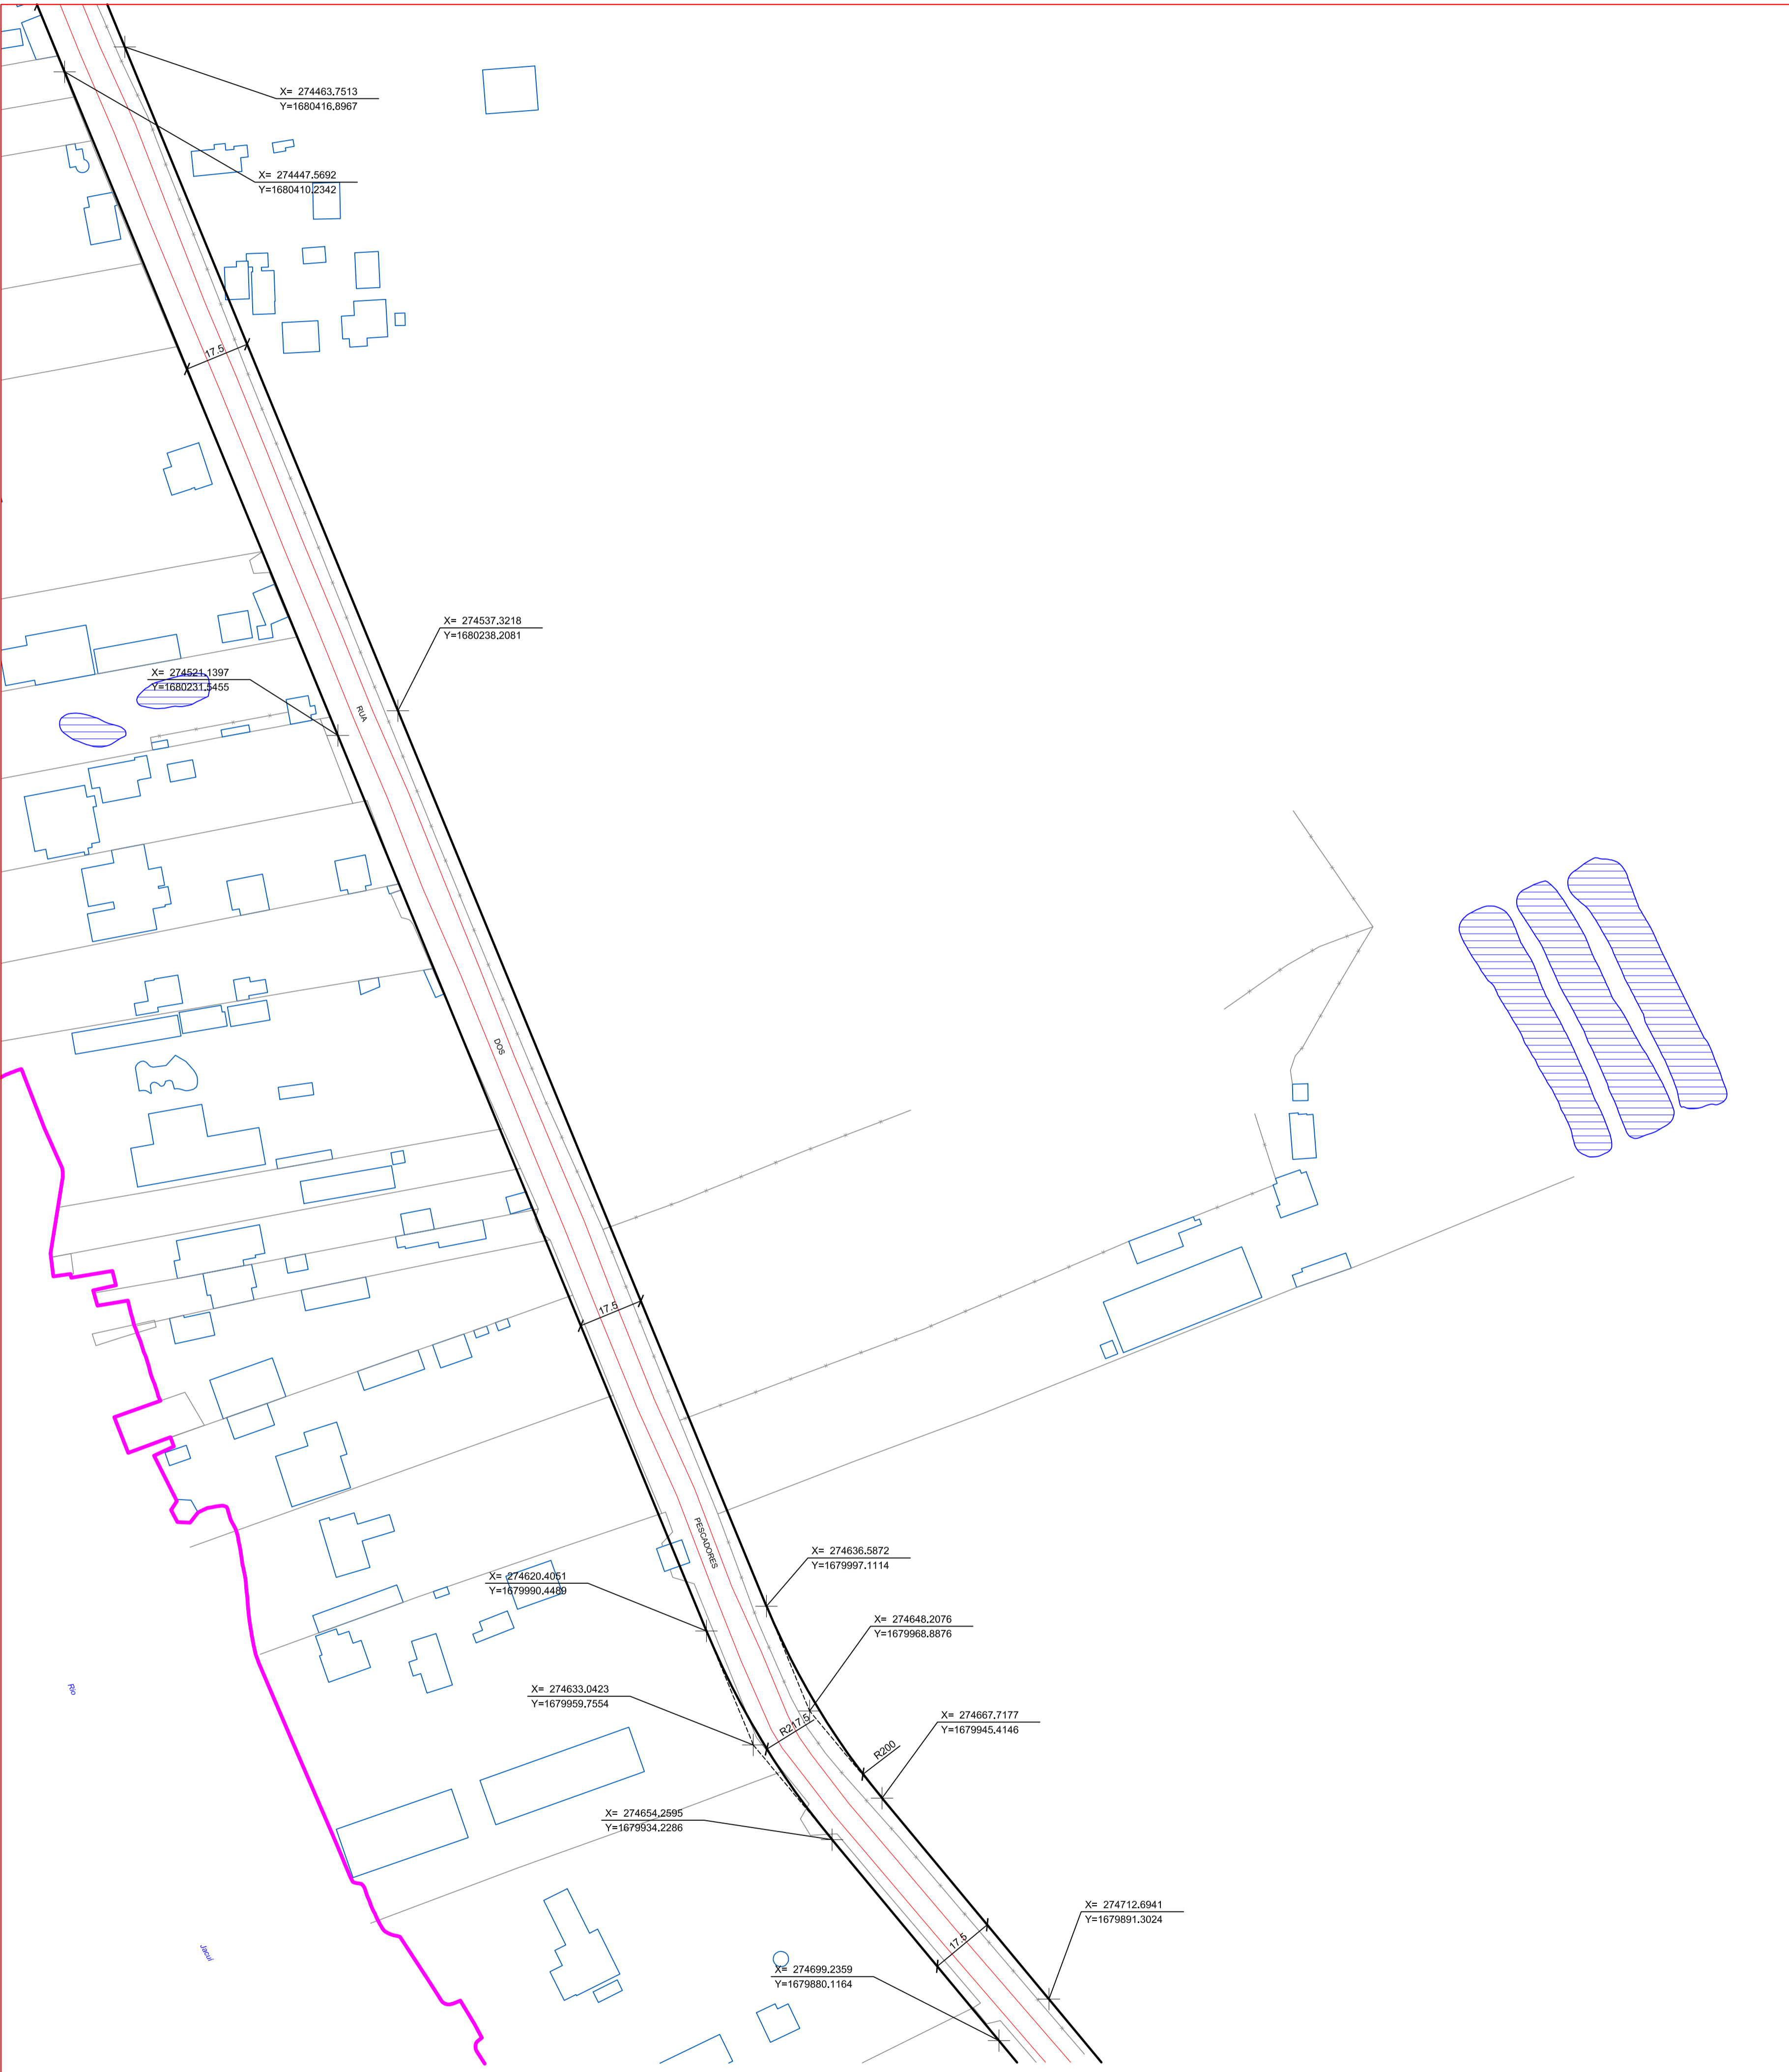 X= 274463.7513
Y=1680416.8967
X= 274447.5692
Y=1680410.2342
17.5
X= 274537.3218
Y=1680238.2081
X= 274521.1397
Y=1680231.5455
RUA
DOS
17.5
PESCADORES
X= 274636.5872
Y=1679997.1114
X= 274620.4051
Y=1679990.4489
X= 274648.2076
Y=1679968.8876
Rio
X= 274633.0423
Y=1679959.7554
X= 274667.7177
Y=1679945.4146
R217.5
R200
X= 274654.2595
Y=1679934.2286
X= 274712.6941
Y=1679891.3024
17.5
Jacuí
X= 274699.2359
Y=1679880.1164